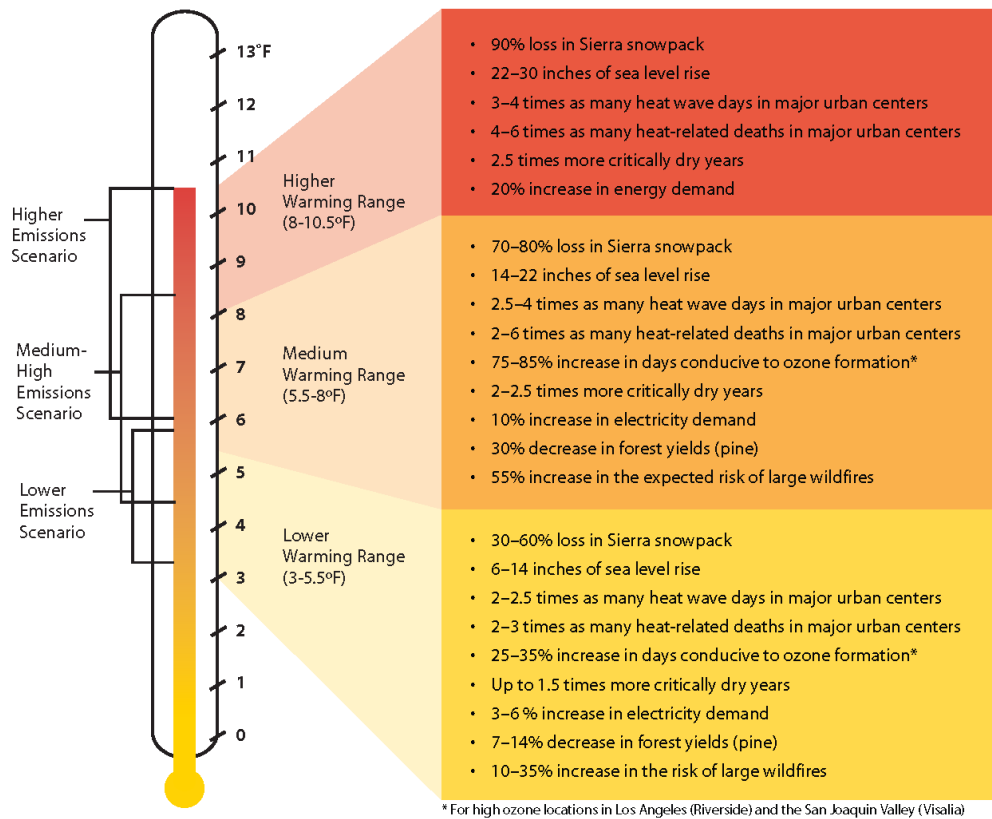 13°F
12
11
10
9
8
7
6
5
4
3
2
1
0
Higher
Emissions
Scenario
Medium-
High
Emissions
Scenario
Lower
Emissions
Scenario
Higher
Warming Range
(8-10.5ºF)
Medium
Warming Range
(5.5-8ºF)
Lower
Warming Range
(3-5.5ºF)
• 90% loss in Sierra snowpack
• 22–30 inches of sea level rise
• 3–4 times as many heat wave days in major urban centers
• 4–6 times as many heat-related deaths in major urban centers
• 2.5 times more critically dry years
• 20% increase in energy demand
• 70–80% loss in Sierra snowpack
• 14–22 inches of sea level rise
• 2.5–4 times as many heat wave days in major urban centers
• 2–6 times as many heat-related deaths in major urban centers
• 75–85% increase in days conducive to ozone formation*
• 2–2.5 times more critically dry years
• 10% increase in electricity demand
• 30% decrease in forest yields (pine)
• 55% increase in the expected risk of large wildfires
• 30–60% loss in Sierra snowpack
• 6–14 inches of sea level rise
• 2–2.5 times as many heat wave days in major urban centers
• 2–3 times as many heat-related deaths in major urban centers
• 25–35% increase in days conducive to ozone formation*
• Up to 1.5 times more critically dry years
• 3–6 % increase in electricity demand
• 7–14% decrease in forest yields (pine)
• 10–35% increase in the risk of large wildfires
* For high ozone locations in Los Angeles (Riverside) and the San Joaquin Valley (Visalia)